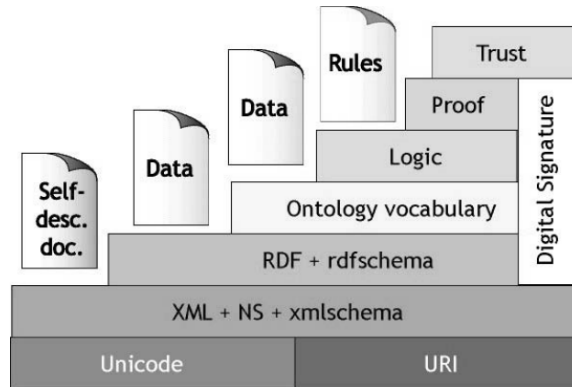 Trust
Rules
Proof
Data
Logic
Digital Signature
Data
Self-
desc.
doc.
Ontology vocabulary
RDF + rdfschema
XML + NS + xmlschema
Unicode
URI